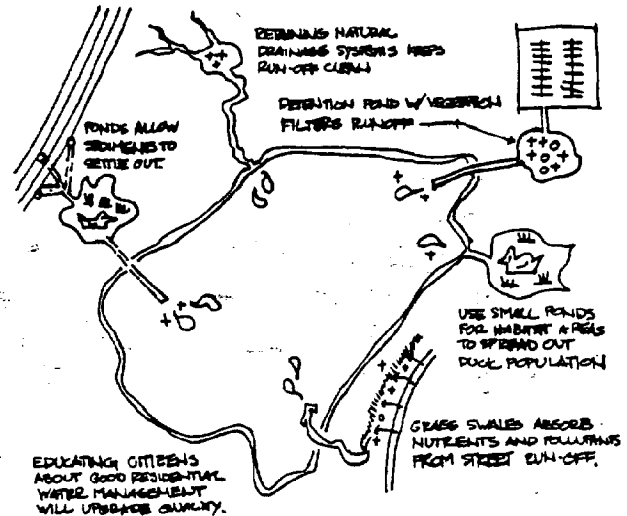 RETAINING NATURAL
DRAINAGE SYSTEMS KEEPS
RUN-OFF CLEAN
DETENTION POND W/ VEGETATION
FILTERS RUNOFF
PONDS ALLOW
SEDIMENTS TO
SETTLE OUT.
USE SMALL PONDS
FOR HABITAT AREAS
TO SPREAD OUT
DUCK POPULATION
GRASS SWALES ABSORB
NUTRIENTS AND POLLUTANTS
FROM STREET RUN-OFF.
EDUCATING CITIZENS
ABOUT GOOD RESIDENTIAL
WATER MANAGEMENT
WILL UPGRADE QUALITY.